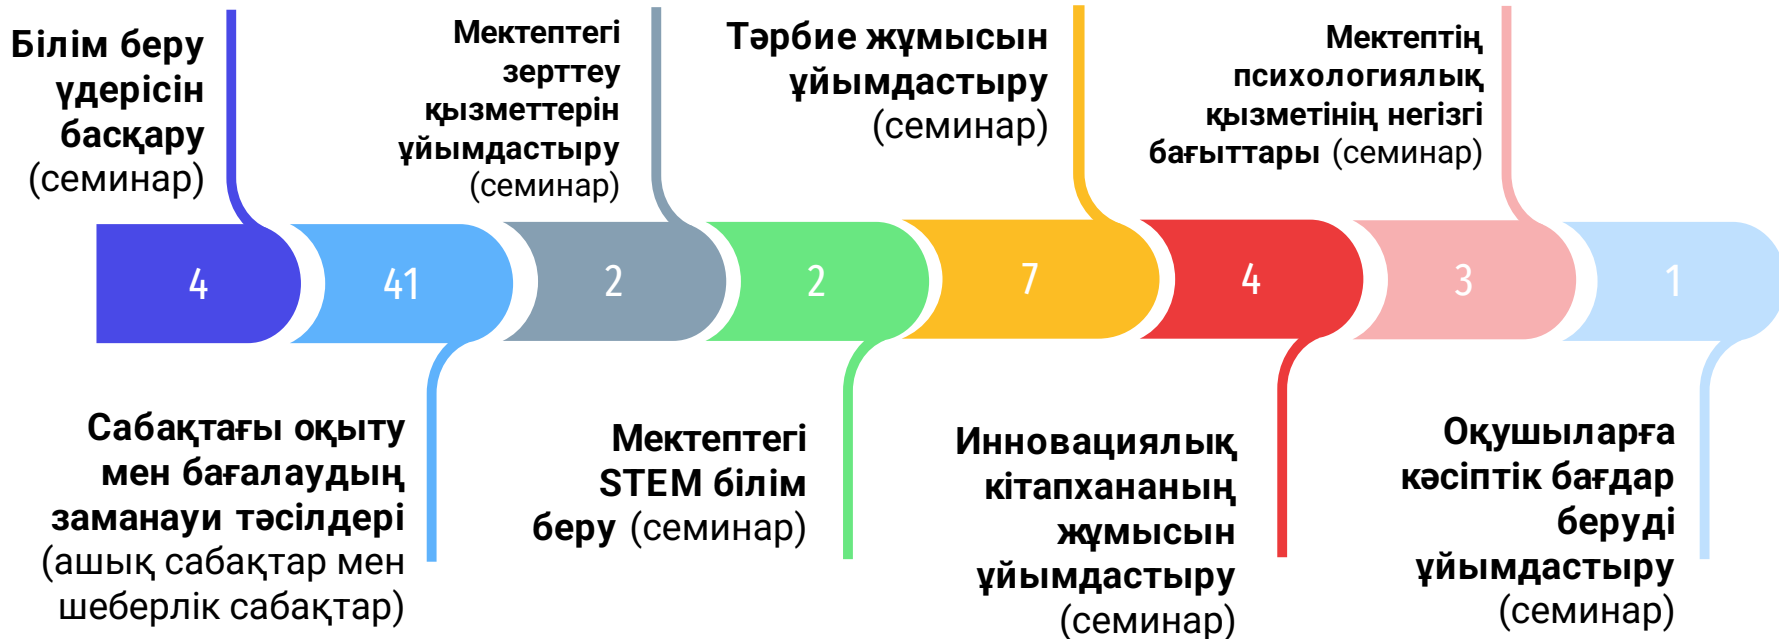 Білім беру
үдерісін
басқару
(семинар)
Мектептегі
зерттеу
қызметтерін
ұйымдастыру
(семинар)
Тәрбие жұмысын
ұйымдастыру
(семинар)
Мектептің
психологиялық
қызметінің негізгі
бағыттары (семинар)
4
41
2
2
7
4
3
1
Сабақтағы оқыту
мен бағалаудың
заманауи тәсілдері
(ашық сабақтар мен
шеберлік сабақтар)
Мектептегі
STEM білім
беру (семинар)
Инновациялық
кітапхананың
жұмысын
ұйымдастыру
(семинар)
Оқушыларға
кәсіптік бағдар
беруді
ұйымдастыру
(семинар)